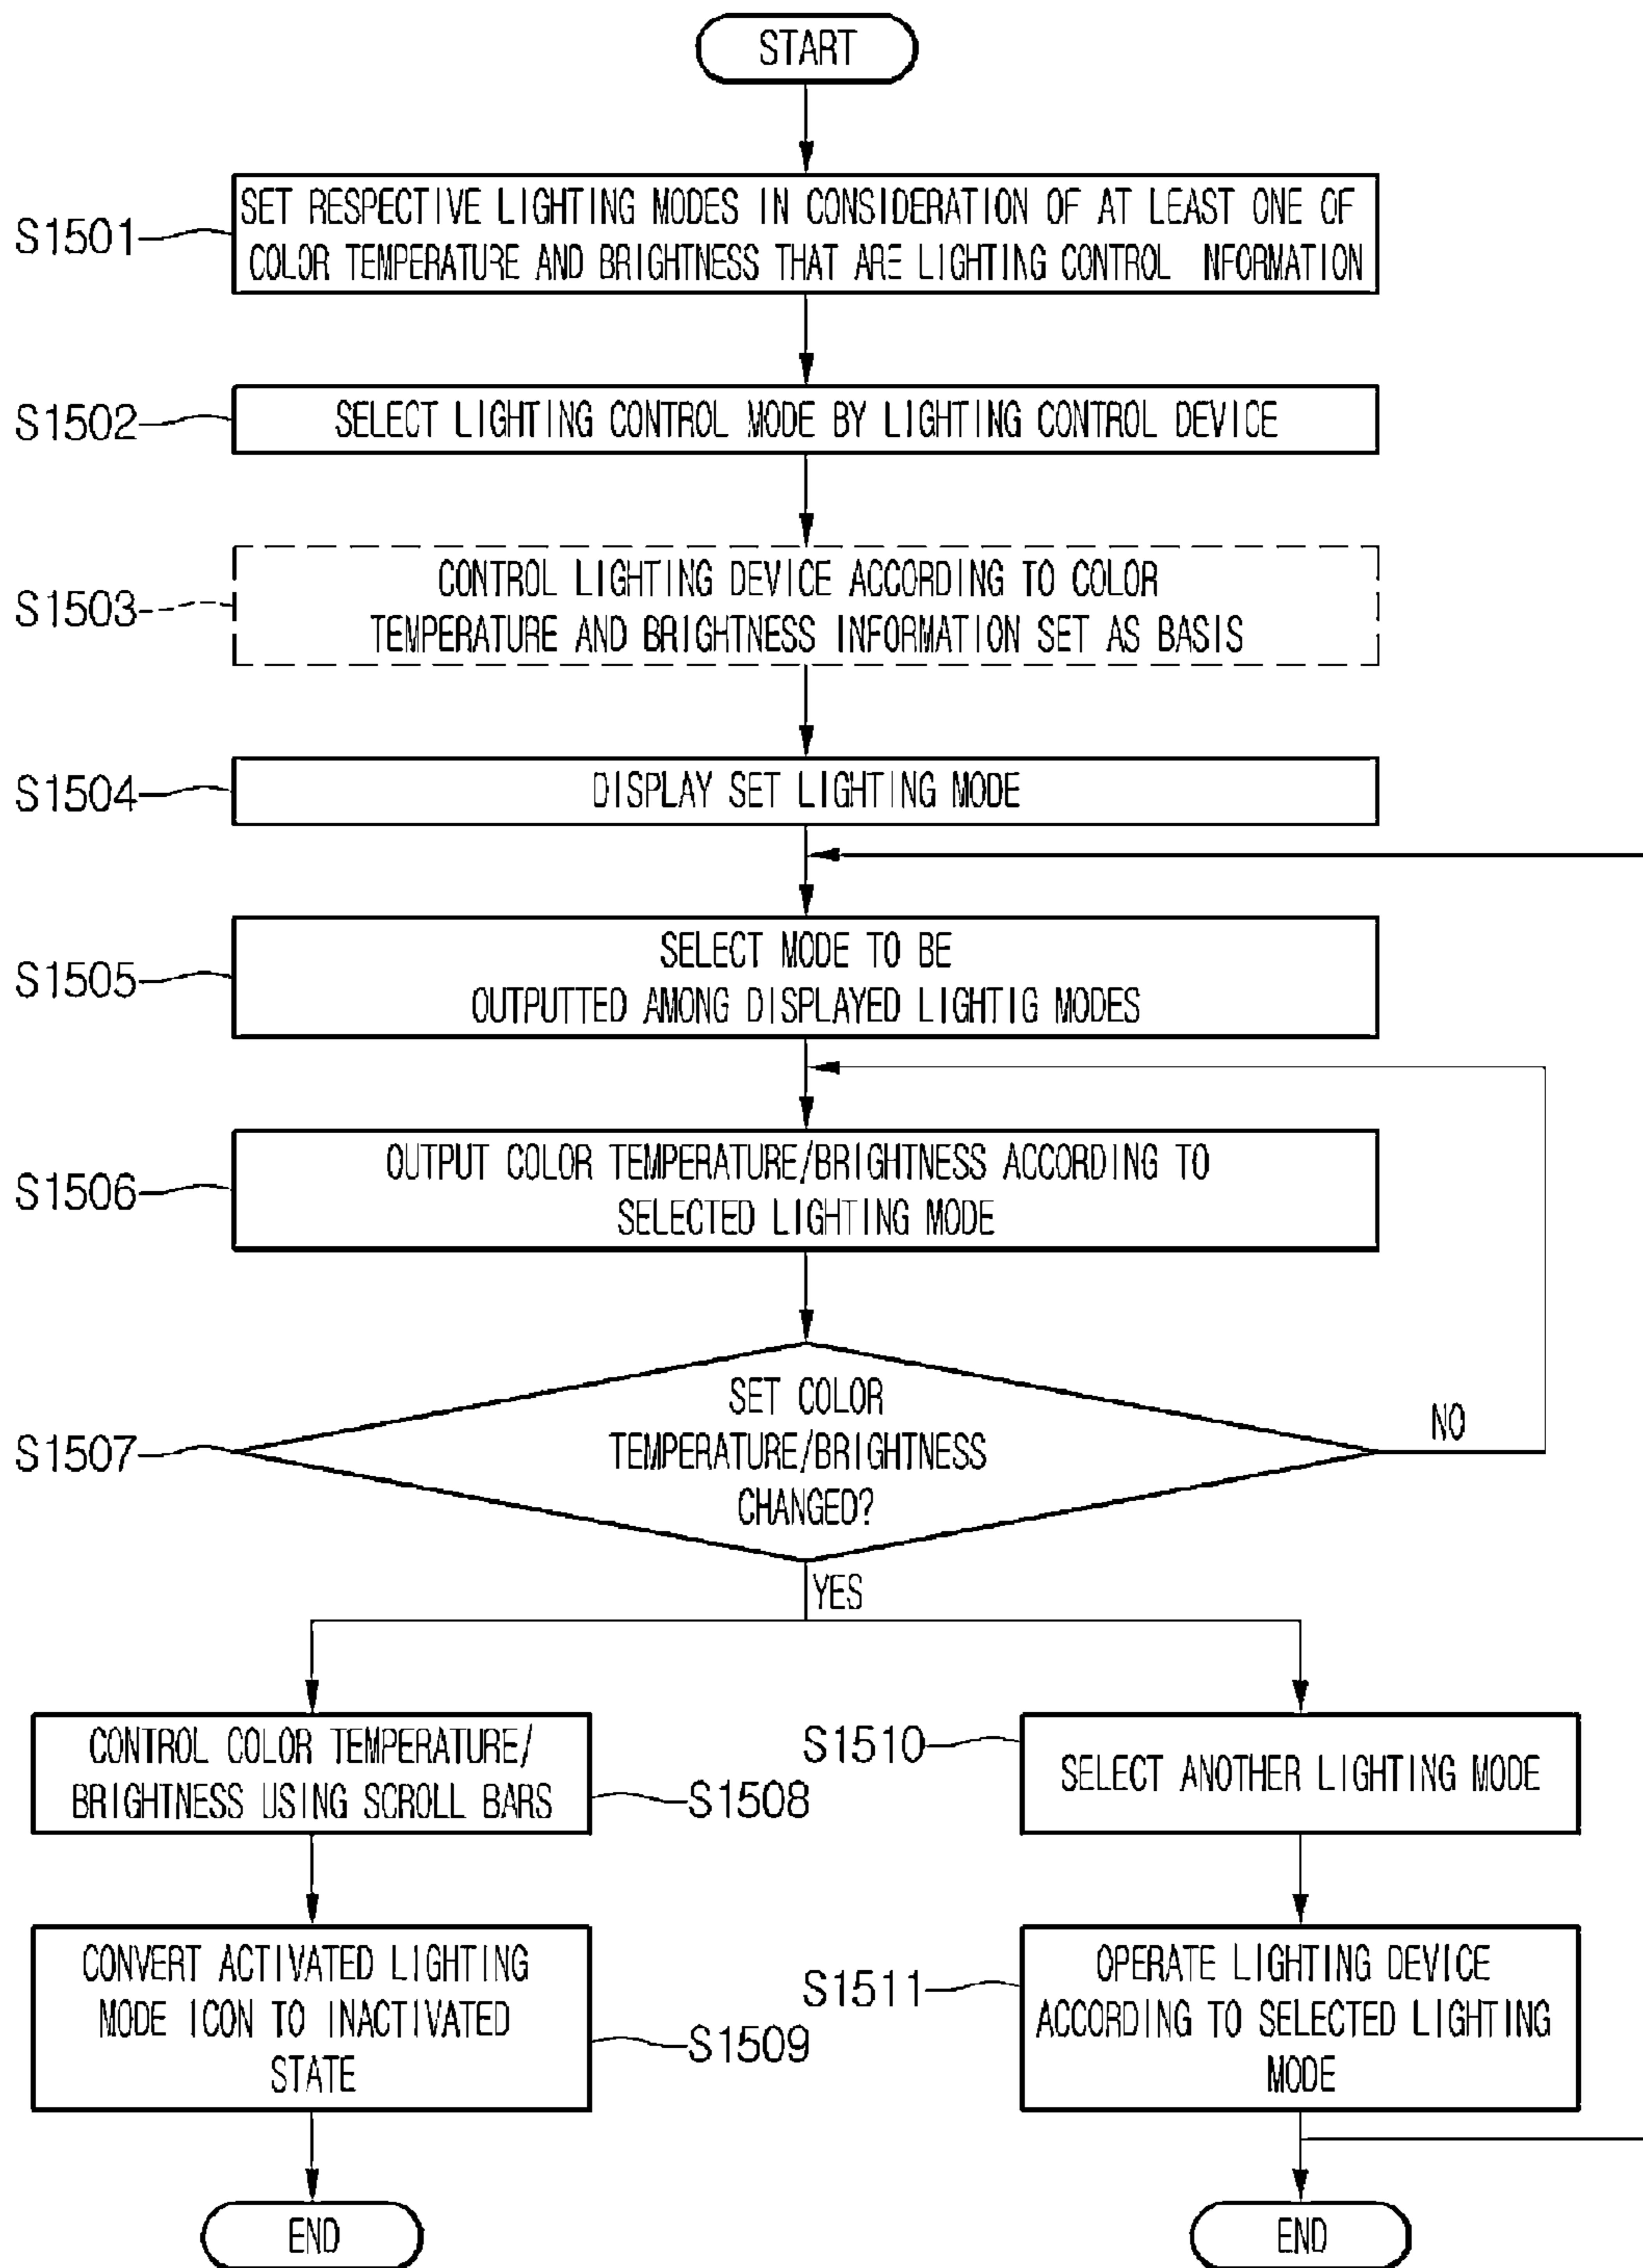 START
S1501
SET RESPECTIVE LIGHTING MODES IN CONSIDERATION OF AT LEAST ONE OF
COLOR TEMPERATURE AND BRIGHTNESS THAT ARE LIGHTING CONTROL NFORMATION
S1502
SELECT LIGHTING CONTROL MODE BY LIGHTING CONTROL DEVICE
S1503
CONTROL LIGHTING DEVICE ACCORDING TO COLOR
TEMPERATURE AND BRIGHTNESS INFORMATION SET AS BASIS
S1504
DISPLAY SET LIGHTING MODE
S1505
SELECT MODE TO BE
OUTPUTTED AMONG DISPLAYED LIGHTIG MODES
S1506
OUTPUT COLOR TEMPERATURE/BRIGHTNESS ACCORDING TO
SELECTED LIGHTING MODE
S1507
SET COLOR
TEMPERATURE/BRIGHTNESS
CHANGED?
NO
YES
CONTROL COLOR TEMPERATURE/
BRIGHTNESS USING SCROLL BARS
S1508
S1510
SELECT ANOTHER LIGHTING MODE
CONVERT ACTIVATED LIGHTING
MODE ICON TO INACTIVATED
STATE
S1509
S1511
OPERATE LIGHTING DEVICE
ACCORDING TO SELECTED LIGHTING
MODE
END
END